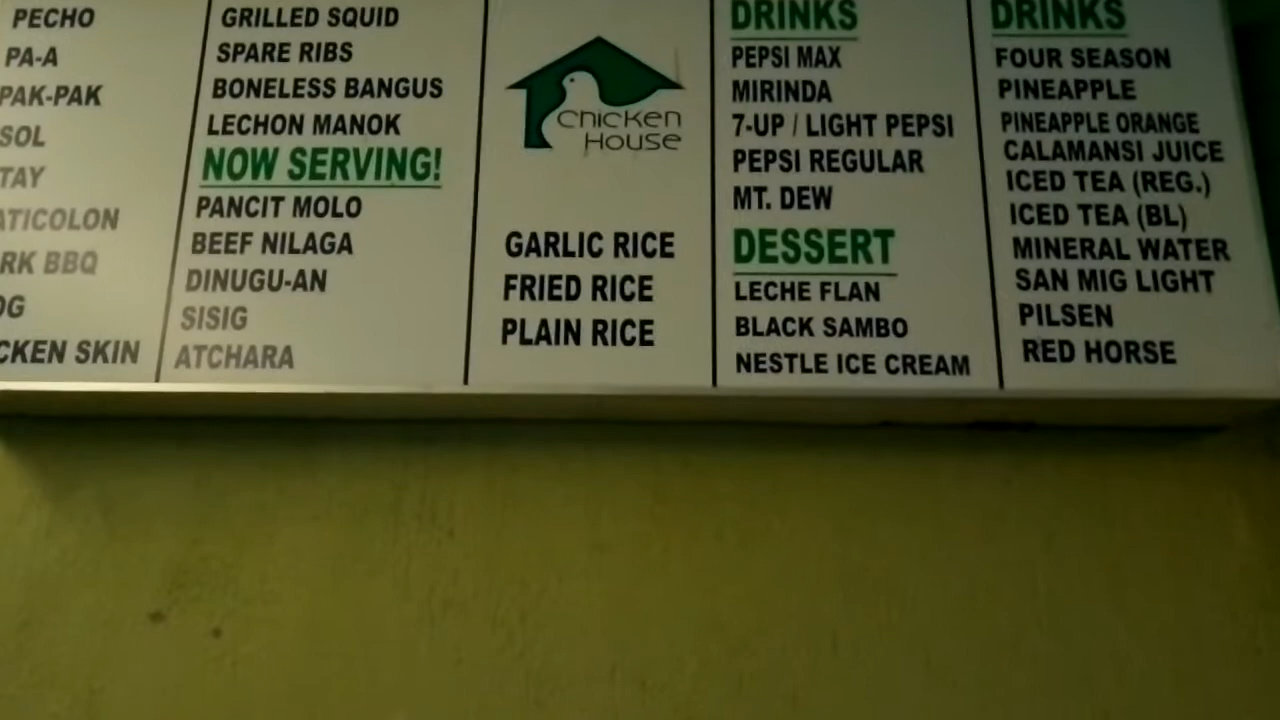 PECHO
PA-A
PAK-PAK
SOL
TAY
ATICOLON
RK BBQ
OG
CKEN SKIN
GRILLED SQUID
SPARE RIBS
BONELESS BANGUS
LECHON MANOK
NOW SERVING!
PANCIT MOLO
BEEF NILAGA
DINUGU-AN
SISIG
ATCHARA
Chicken
House
GARLIC RICE
FRIED RICE
PLAIN RICE
DRINKS
PEPSI MAX
MIRINDA
7-UP / LIGHT PEPSI
PEPSI REGULAR
MT. DEW
DESSERT
LECHE FLAN
BLACK SAMBO
NESTLE ICE CREAM
DRINKS
FOUR SEASON
PINEAPPLE
PINEAPPLE ORANGE
CALAMANSI JUICE
ICED TEA (REG.)
ICED TEA (BL)
MINERAL WATER
SAN MIG LIGHT
PILSEN
RED HORSE